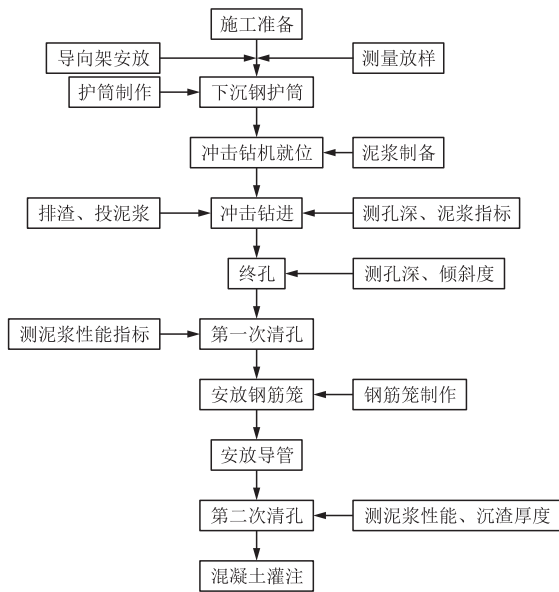 施工准备
导向架安放
测量放样
护筒制作
下沉钢护筒
冲击钻机就位
泥浆制备
排渣、投泥浆
冲击钻进
测孔深、泥浆指标
终孔
测孔深、倾斜度
测泥浆性能指标
第一次清孔
安放钢筋笼
钢筋笼制作
安放导管
第二次清孔
测泥浆性能、沉渣厚度
混凝土灌注